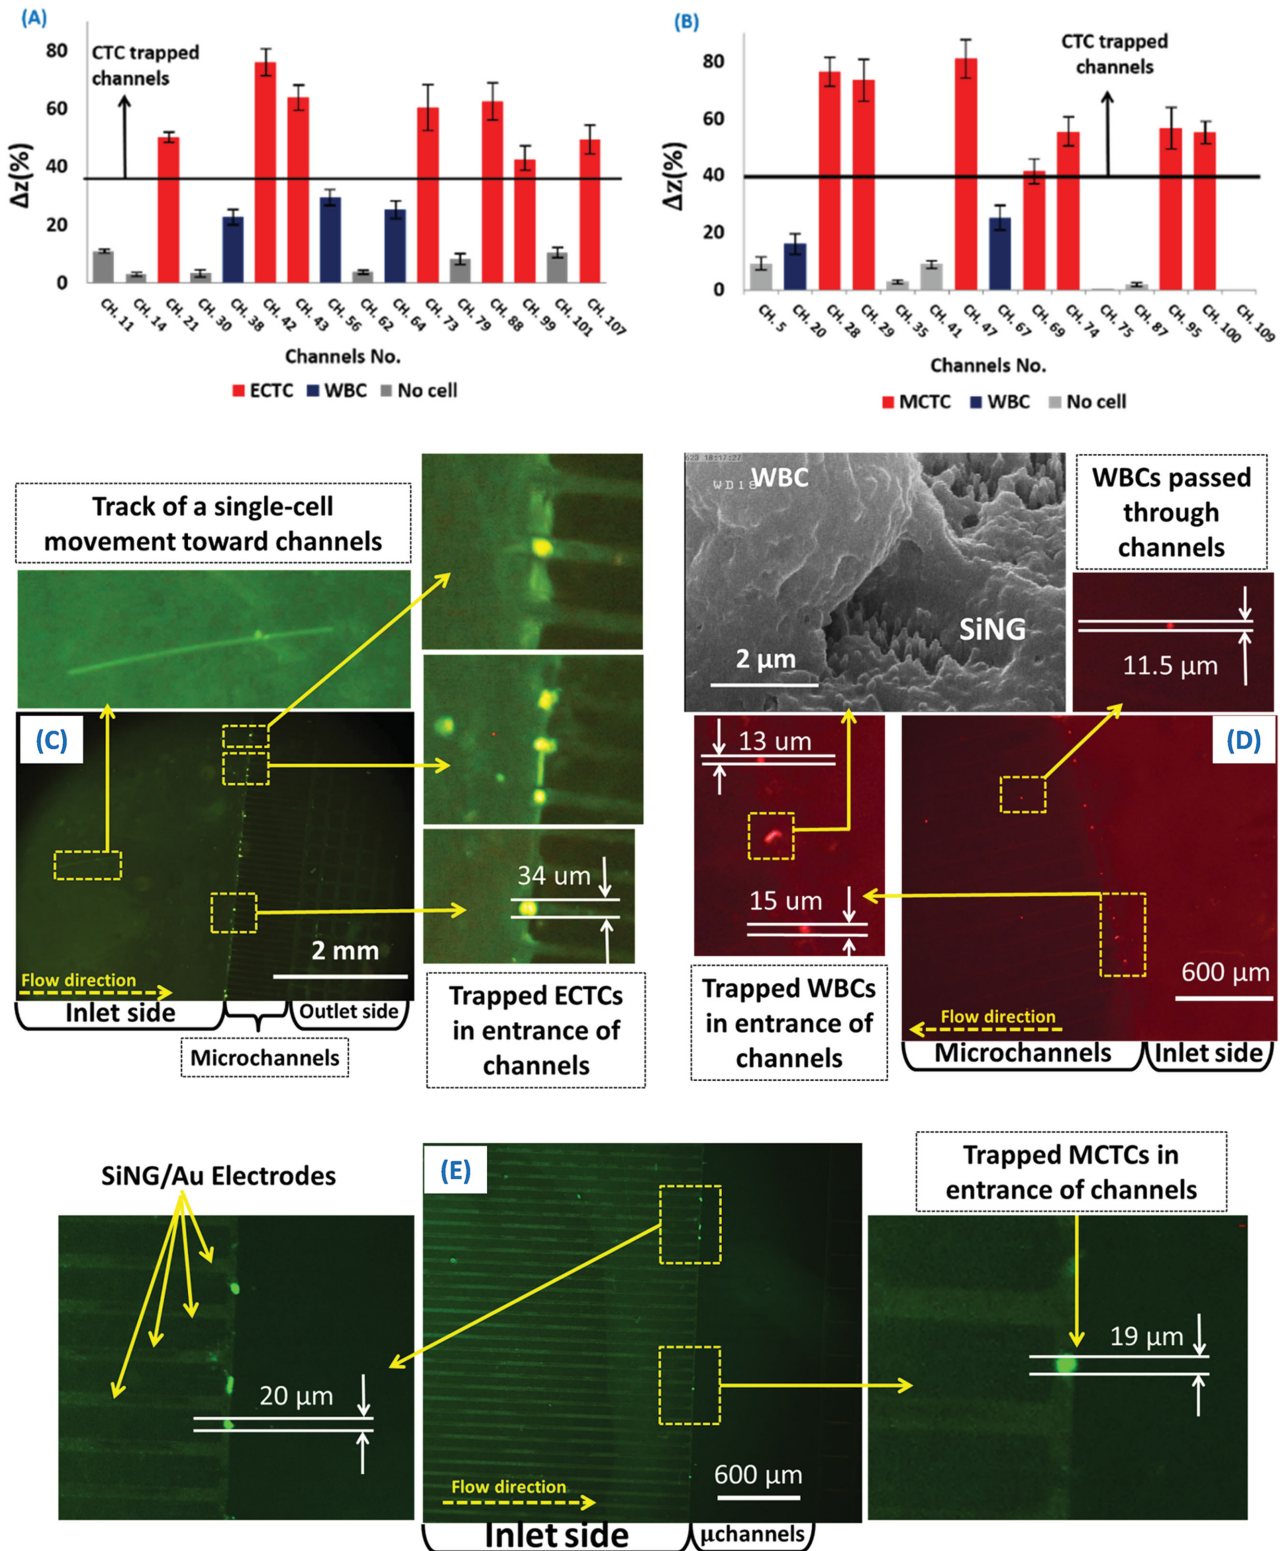 (A)
CTC trapped
channels
Δz(%)
80
60
40
20
0
CH. 11
CH. 14
CH. 21
CH. 30
CH. 38
CH. 42
CH. 43
CH. 56
CH. 62
CH. 64
CH. 73
CH. 79
CH. 88
CH. 99
CH. 101
CH. 107
Channels No.
ECTC WBC No cell
(B)
CTC trapped
channels
Δz(%)
80
60
40
20
0
CH. 5
CH. 20
CH. 28
CH. 29
CH. 35
CH. 41
CH. 47
CH. 67
CH. 69
CH. 74
CH. 75
CH. 87
CH. 95
CH. 100
CH. 109
Channels No.
MCTC WBC No cell
Track of a single-cell
movement toward channels
(C)
2 mm
Flow direction
Inlet side
Outlet side
Microchannels
34 um
Trapped ECTCs
in entrance of
channels
18:17:27
WD18
WBC
SiNG
2 μm
WBCs passed
through
channels
11.5 μm
(D)
13 um
15 um
Trapped WBCs
in entrance of
channels
600 μm
Flow direction
Microchannels
Inlet side
SiNG/Au Electrodes
20 μm
(E)
600 μm
Flow direction
Inlet side
μchannels
Trapped MCTCs in
entrance of channels
19 μm